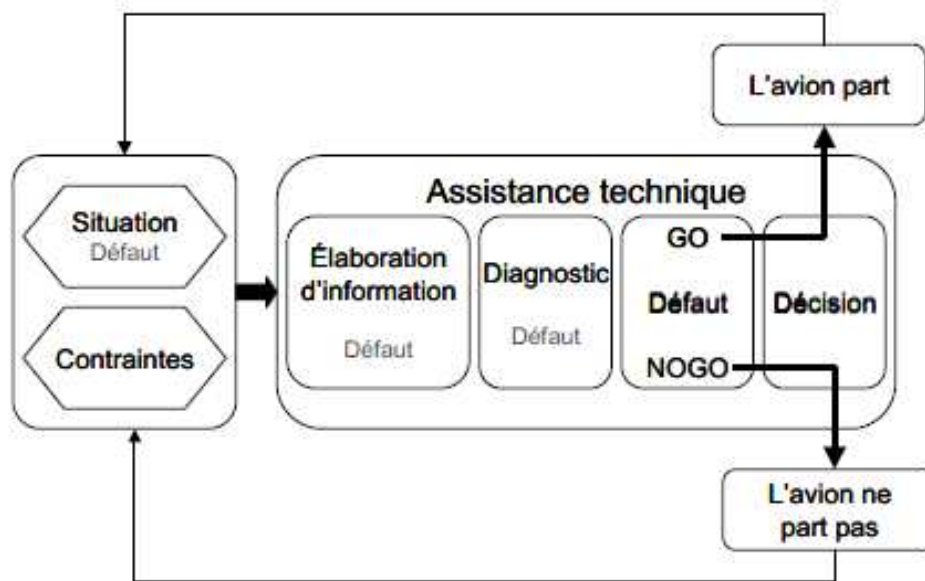 L'avion part
Assistance technique
Situation
Défaut
Contraintes
Élaboration
d'information
Défaut
Diagnostic
Défaut
GO
Défaut
NOGO
Décision
L'avion ne
part pas